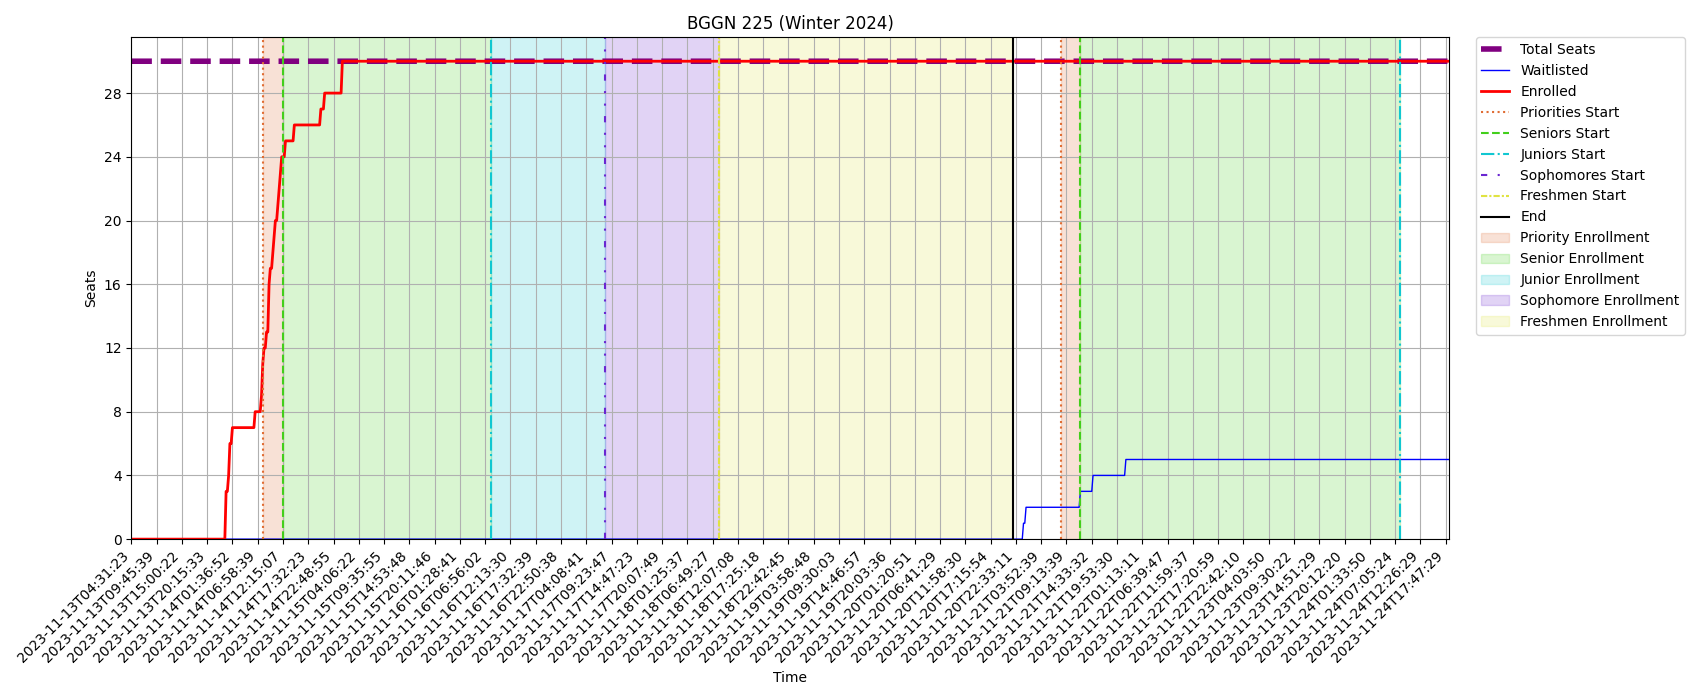 BGGN 225 (Winter 2024)
Seats
28
24
20
16
12
8
4
0
2023-11-13T04:31:23
2023-11-13T09:45:39
2023-11-13T15:00:22
2023-11-13T20:15:33
2023-11-14T01:36:52
2023-11-14T06:58:39
2023-11-14T12:15:07
2023-11-14T17:32:23
2023-11-14T22:48:55
2023-11-15T04:06:22
2023-11-15T09:35:55
2023-11-15T14:53:48
2023-11-15T20:11:46
2023-11-16T01:28:41
2023-11-16T06:56:02
2023-11-16T12:13:30
2023-11-16T17:32:39
2023-11-16T22:50:38
2023-11-17T04:08:41
2023-11-17T09:23:47
2023-11-17T14:47:23
2023-11-17T20:07:49
2023-11-18T01:25:37
2023-11-18T06:49:27
2023-11-18T12:07:08
2023-11-18T17:25:18
2023-11-18T22:42:45
2023-11-19T03:58:48
2023-11-19T09:30:03
2023-11-19T14:46:57
2023-11-19T20:03:36
2023-11-20T01:20:51
2023-11-20T06:41:29
2023-11-20T11:58:30
2023-11-20T17:15:54
2023-11-20T22:33:11
2023-11-21T03:52:39
2023-11-21T09:13:39
2023-11-21T14:33:32
2023-11-21T19:53:30
2023-11-22T01:13:11
2023-11-22T06:39:47
2023-11-22T11:59:37
2023-11-22T17:20:59
2023-11-22T22:42:10
2023-11-23T04:03:50
2023-11-23T09:30:22
2023-11-23T14:51:29
2023-11-23T20:12:20
2023-11-24T01:33:50
2023-11-24T07:05:24
2023-11-24T12:26:29
2023-11-24T17:47:29
Time
Total Seats
Waitlisted
Enrolled
Priorities Start
Seniors Start
Juniors Start
Sophomores Start
Freshmen Start
End
Priority Enrollment
Senior Enrollment
Junior Enrollment
Sophomore Enrollment
Freshmen Enrollment